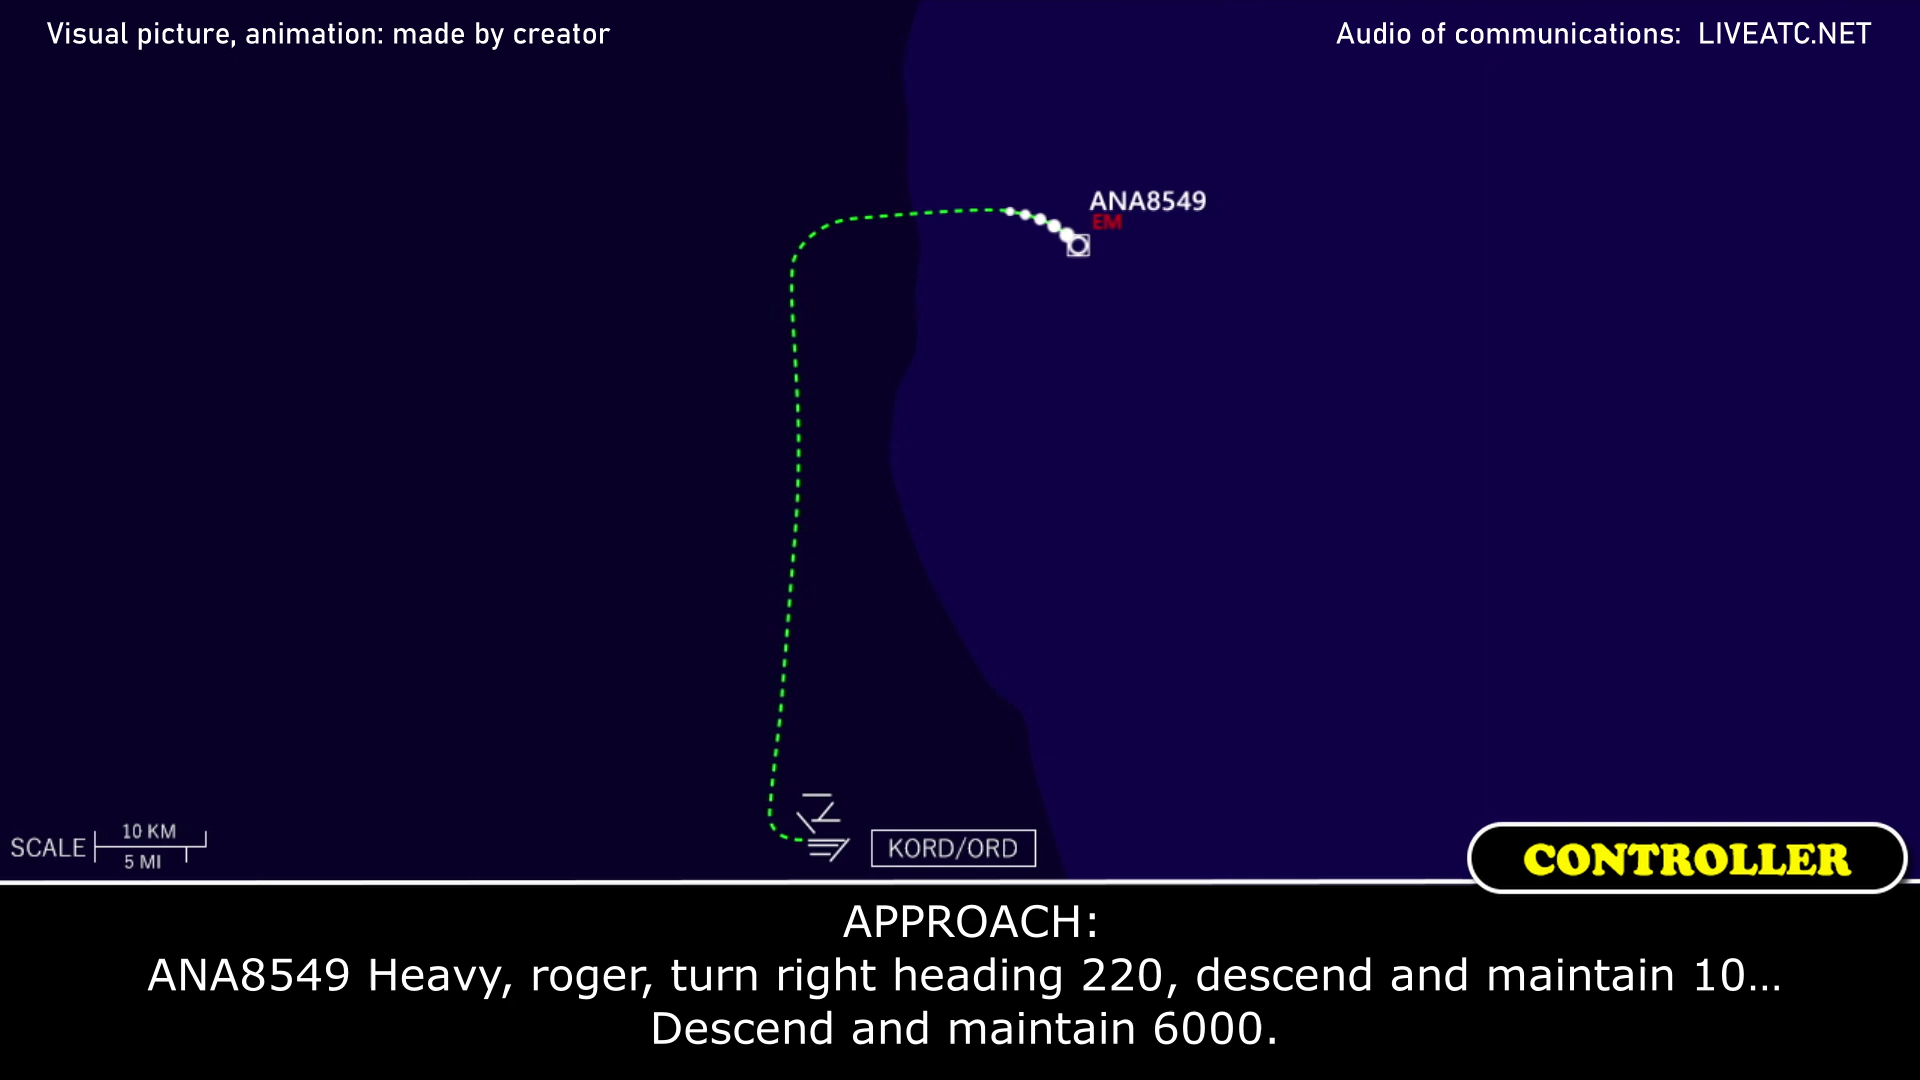 Visual picture, animation: made by creator
Audio of communications: LIVEATC.NET
ANA8549
EM
SCALE
10 KM
5 MI
KORD/ORD
CONTROLLER
APPROACH:
ANA8549 Heavy, roger, turn right heading 220, descend and maintain 10...
Descend and maintain 6000.